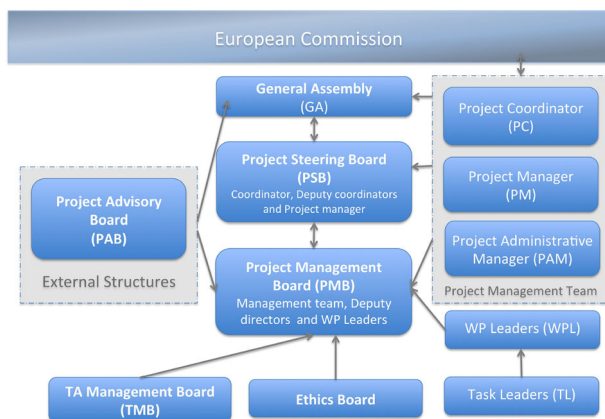 European Commission
General Assembly
(GA)
Project Coordinator
(PC)
Project Steering Board
(PSB)
Coordinator, Deputy coordinators
and Project manager
Project Manager
(PM)
Project Advisory
Board
(PAB)
External Structures
Project Administrative
Manager (PAM)
Project Management Team
Project Management
Board (PMB)
Management team, Deputy
directors and WP Leaders
WP Leaders (WPL)
TA Management Board
(TMB)
Ethics Board
Task Leaders (TL)